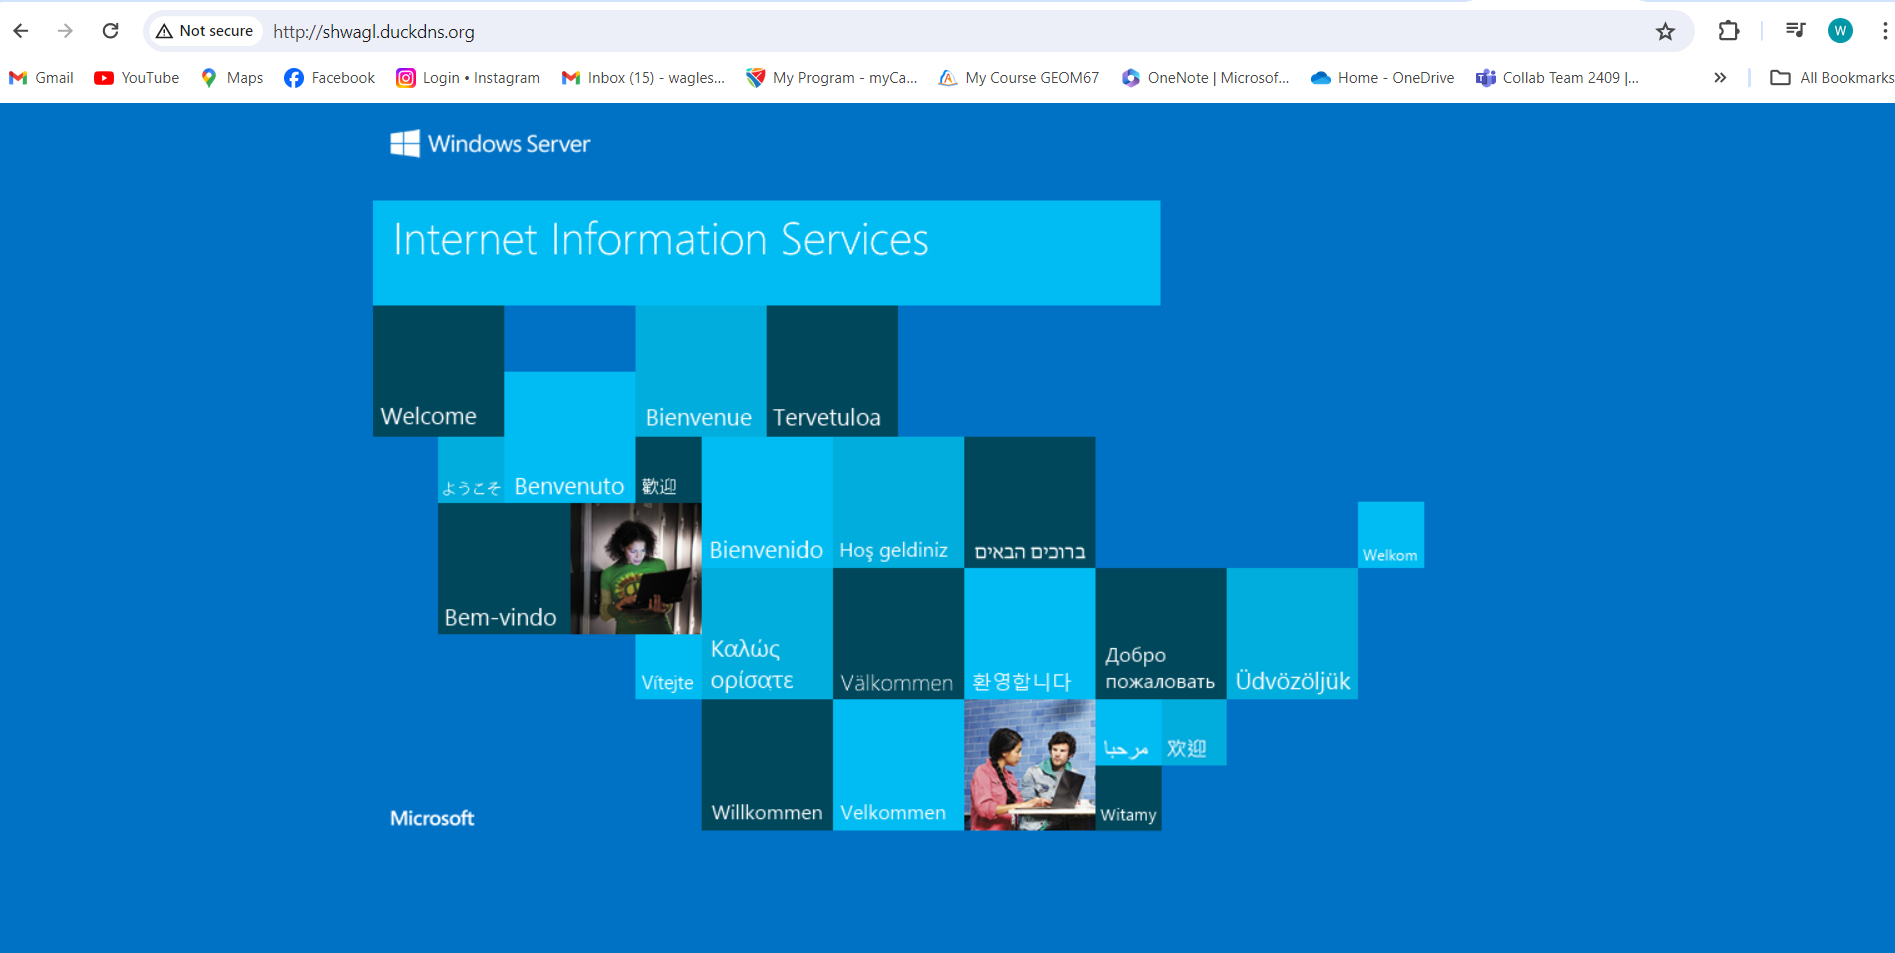 Not secure
http://shwagl.duckdns.org
W
Gmail
YouTube
Maps
Facebook
Login • Instagram
Inbox (15) - wagles...
My Program - myCa...
My Course GEOM67
OneNote | Microsof...
Home - OneDrive
Collab Team 2409 |...
»
All Bookmarks
Windows Server
Internet Information Services
Welcome
Bienvenue
Tervetuloa
ようこそ
Benvenuto
歡迎
Bienvenido
Hoş geldiniz
ברוכים הבאים
Welkom
Bem-vindo
Vítejte
Καλώς
ορίσατε
Välkommen
환영합니다
Добро
пожаловать
Üdvözöljük
مرحبا
欢迎
Willkommen
Velkommen
Witamy
Microsoft